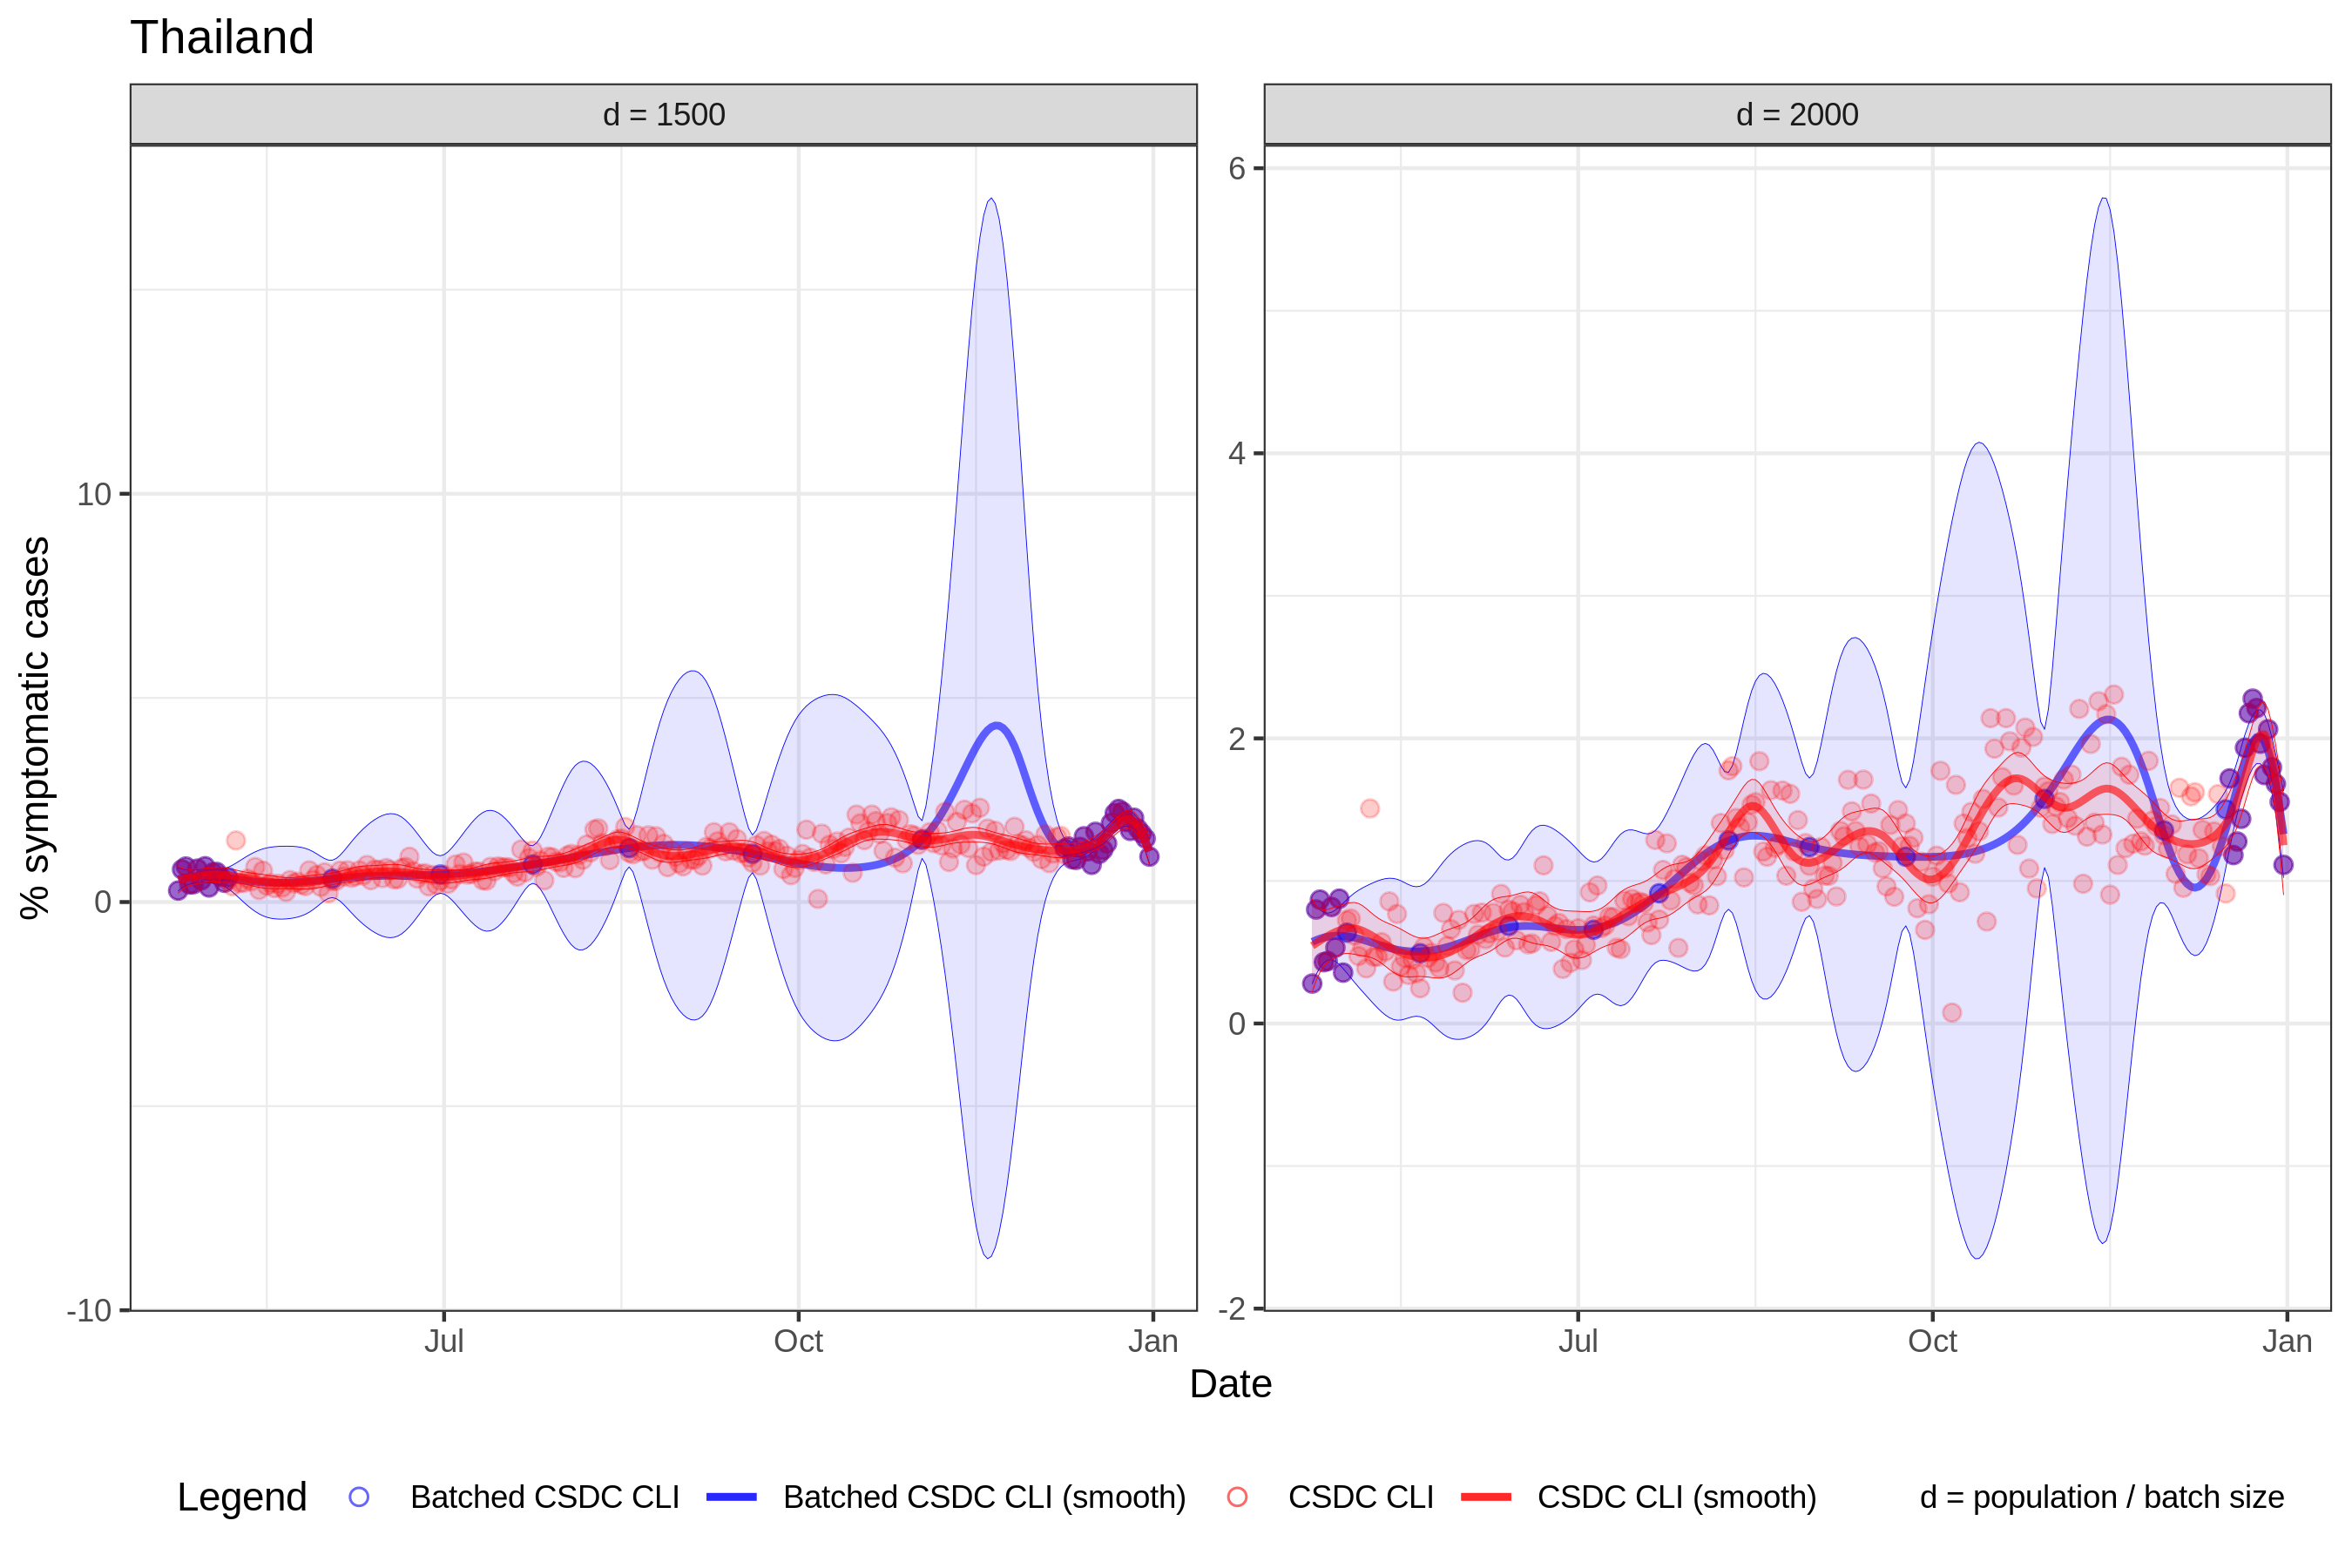 Thailand
d = 1500
d = 2000
% symptomatic cases
10
0
-10
6
4
2
0
-2
Jul
Oct
Jan
Jul
Oct
Jan
Date
Legend
Batched CSDC CLI
Batched CSDC CLI (smooth)
CSDC CLI
CSDC CLI (smooth)
d = population / batch size